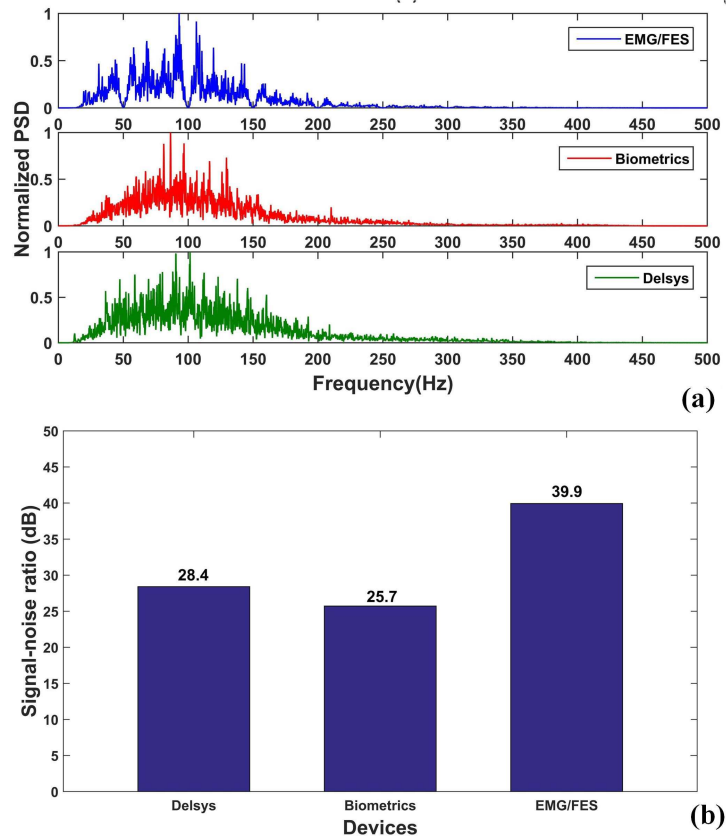 1
0.5
0
EMG/FES
0 50 100 150 200 250 300 350 400 450 500
1
0.5
0
Biometrics
0 50 100 150 200 250 300 350 400 450 500
1
0.5
0
Delsys
0 50 100 150 200 250 300 350 400 450 500
Normalized PSD
Frequency(Hz)
(a)
50
45
40
35
30
25
20
15
10
5
0
Signal-noise ratio (dB)
28.4
25.7
39.9
Delsys Biometrics EMG/FES
Devices
(b)